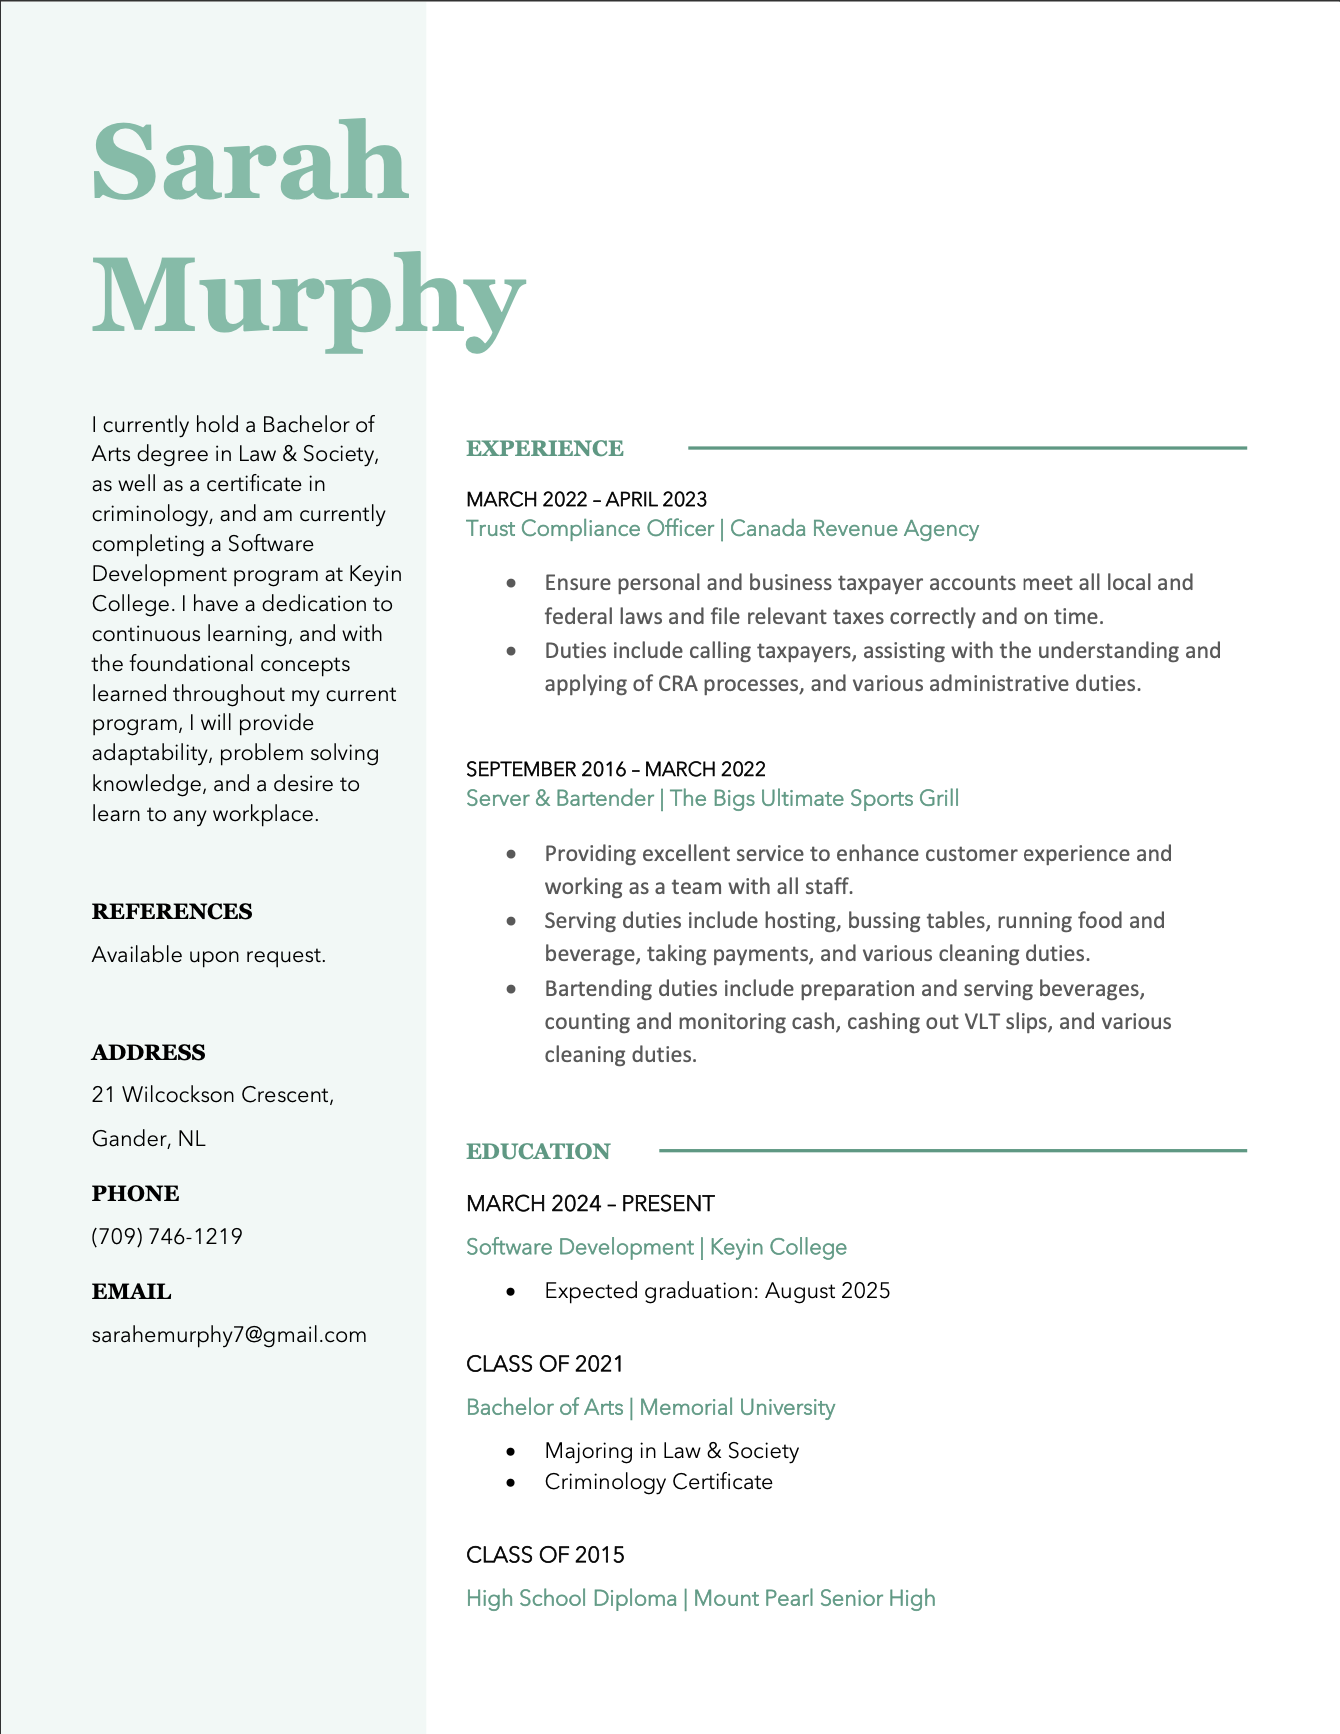 Sarah
Murphy
I currently hold a Bachelor of
Arts degree in Law & Society,
as well as a certificate in
criminology, and am currently
completing a Software
Development program at Keyin
College. I have a dedication to
continuous learning, and with
the foundational concepts
learned throughout my current
program, I will provide
adaptability, problem solving
knowledge, and a desire to
learn to any workplace.
REFERENCES
Available upon request.
ADDRESS
21 Wilcockson Crescent,
Gander, NL
PHONE
(709) 746-1219
EMAIL
sarahemurphy7@gmail.com
EXPERIENCE
MARCH 2022 – APRIL 2023
Trust Compliance Officer | Canada Revenue Agency
• Ensure personal and business taxpayer accounts meet all local and
federal laws and file relevant taxes correctly and on time.
• Duties include calling taxpayers, assisting with the understanding and
applying of CRA processes, and various administrative duties.
SEPTEMBER 2016 – MARCH 2022
Server & Bartender | The Bigs Ultimate Sports Grill
• Providing excellent service to enhance customer experience and
working as a team with all staff.
• Serving duties include hosting, bussing tables, running food and
beverage, taking payments, and various cleaning duties.
• Bartending duties include preparation and serving beverages,
counting and monitoring cash, cashing out VLT slips, and various
cleaning duties.
EDUCATION
MARCH 2024 – PRESENT
Software Development | Keyin College
• Expected graduation: August 2025
CLASS OF 2021
Bachelor of Arts | Memorial University
• Majoring in Law & Society
• Criminology Certificate
CLASS OF 2015
High School Diploma | Mount Pearl Senior High